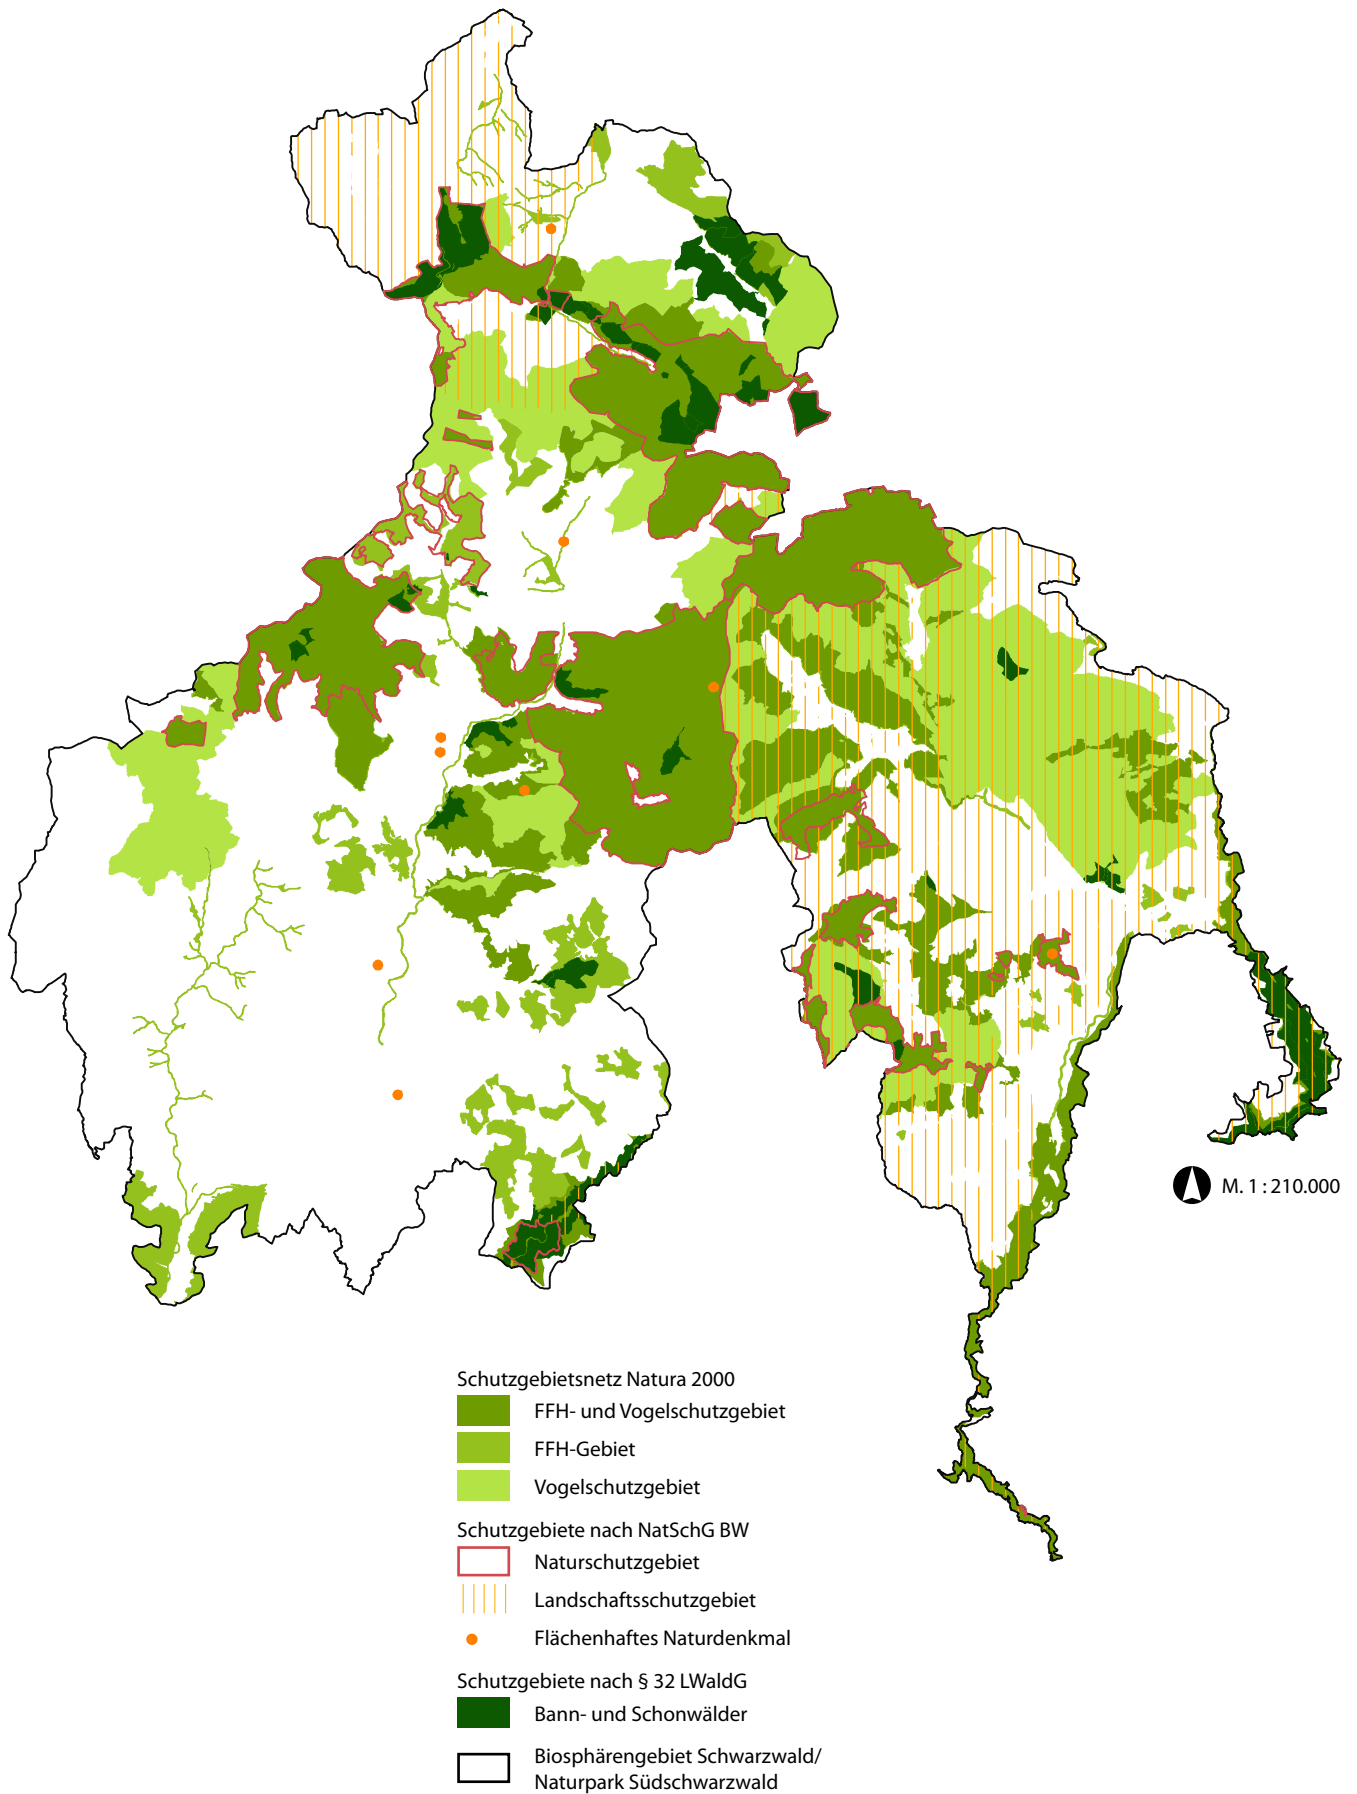 M. 1 : 210.000
Schutzgebietsnetz Natura 2000
FFH- und Vogelschutzgebiet
FFH-Gebiet
Vogelschutzgebiet
Schutzgebiete nach NatSchG BW
Naturschutzgebiet
Landschaftsschutzgebiet
Flächenhaftes Naturdenkmal
Schutzgebiete nach § 32 LWaldG
Bann- und Schonwälder
Biosphärengebiet Schwarzwald/
Naturpark Südschwarzwald